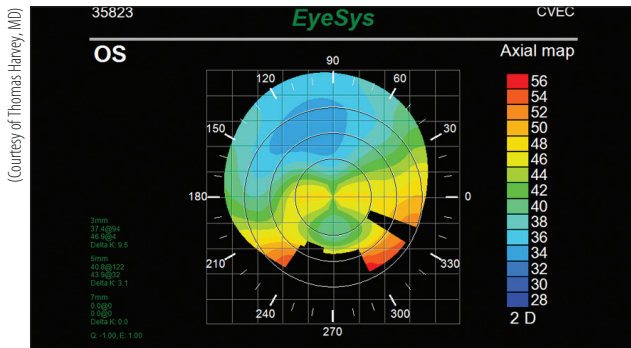 (Courtesy of Thomas Harvey, MD)
35823
EyeSys
CVEC
OS
Axial map
90
120
60
150
30
180
0
210
330
240
300
270
56
54
52
50
48
46
44
42
40
38
36
34
32
30
28
2 D
3mm
37.4@94
46.9@4
Delta K: 9.5
5mm
40.8@122
43.9@32
Delta K: 3.1
7mm
0.0@0
0.0@0
Delta K: 0.0
Q: -1.00, E: 1.00